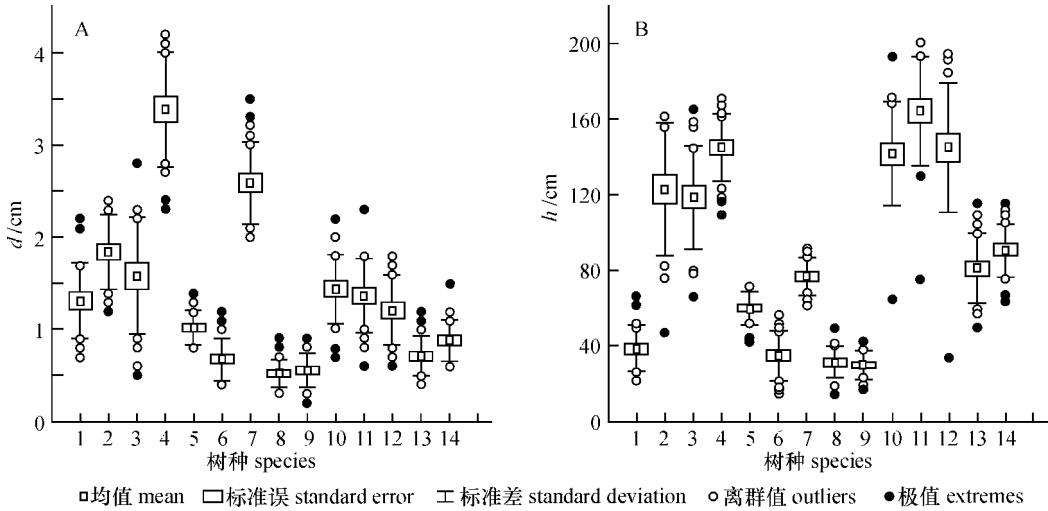 A
d/cm
4
3
2
1
0
1 2 3 4 5 6 7 8 9 10 11 12 13 14
树种 species
B
h/cm
200
160
120
80
40
0
1 2 3 4 5 6 7 8 9 10 11 12 13 14
树种 species
均值 mean 标准误 standard error 标准差 standard deviation 离群值 outliers 极值 extremes